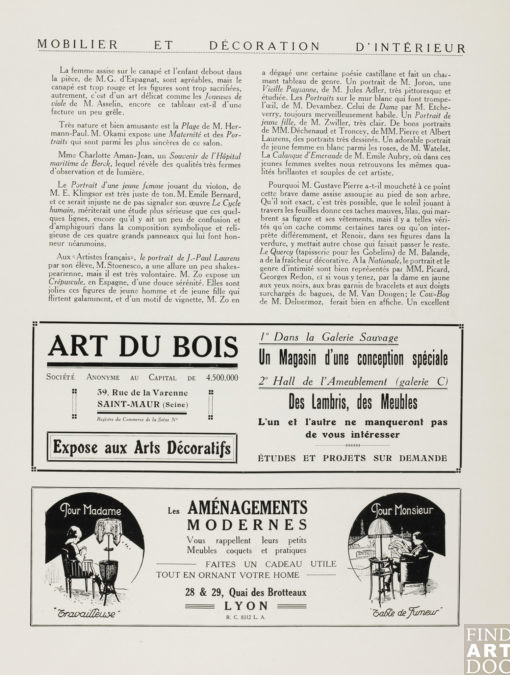 MOBILIER ET DÉCORATION D'INTÉRIEUR
La femme assise sur le canapé et l'enfant debout dans
la pièce, de M. G. d'Espagnat, sont agréables, mais le
canapé est trop rouge et les figures sont trop sacrifiées,
autrement, c'est d'un art délicat comme les Joueuses de
viole de M. Asselin, encore ce tableau est-il d'une
facture un peu grêle.
Très nature et bien amusante est la Plage de M. Her-
mann-Paul. M. Okami expose une Maternité et des Por-
traits qui sont parmi les plus sincères de ce salon.
Mme Charlotte Aman-Jean, un Souvenir de l'Hôpital
maritime de Berck, lequel révèle des qualités très fermes
d'observation et de lumière.
Le Portrait d'une jeune femme jouant du violon, de
M. E. Klingsor est très juste de ton. M. Emile Bernard,
et ce serait injuste de ne pas signaler son œuvre Le Cycle
humain, mériterait une étude plus sérieuse que ces quel-
ques lignes, encore qu'il y ait un peu de confusion et
d'amphigouri dans la composition symbolique et reli-
gieuse de ces quatre grands panneaux qui lui font hon-
neur néanmoins.
Aux «Artistes français», le portrait de J.-Paul Laurens
par son élève, M. Stoenesco, a une allure un peu shakes-
pearienne, mais il est très volontaire. M. Zo expose un
Crépuscule, en Espagne, d'une douce sérénité. Elles sont
jolies ces figures de jeune homme et de jeune fille qui
flirtent galamment, et d'un motif de vignette, M. Zo en
a dégagé une certaine poésie castillane et fait un char-
mant tableau de genre. Un portrait de M. Joron, une
Vieille Paysanne, de M. Jules Adler, très pittoresque et
étudiée. Les Portraits sur le mur blanc qui font trompe-
l'œil, de M. Devambez. Celui de Dame par M. Etche-
verry, toujours merveilleusement habile. Un Portrait de
jeune fille, de M. Zwiller, très clair. De bons portraits
de MM. Déchenaud et Troncey, de MM. Pierre et Albert
Laurens, des portraits très dessinés. Un adorable portrait
de jeune femme en blanc parmi les roses, de M. Watelet.
La Calanque d'Emeraude de M. Emile Aubry, où dans ces
jeunes femmes sveltes nous retrouvons les mêmes qua-
lités brillantes et souples de cet artiste.
Pourquoi M. Gustave Pierre a-t-il moucheté à ce point
cette brave dame assise assoupie au pied de son arbre.
Qu'il soit exact, c'est très possible, que le soleil jouant à
travers les feuilles donne ces taches mauves, lilas, qui mar-
brent sa figure et ses vêtements, mais il y a telles véri-
tés qu'on cache comme certaines tares ou qu'on inter-
prète différemment, et Renoir, dans ses figures dans la
verdure, y mettait autre chose qui faisait passer le reste.
Le Quercy (tapisserie pour les Gobelins) de M. Balande,
a de la fraîcheur décorative. A la Nationale, le portrait et le
genre d'intimité sont bien représentés par MM. Picard,
Georges Redon, et si vous y tenez, par la dame en jaune
aux yeux noirs, aux bras garnis de bracelets et aux doigts
surchargés de bagues, de M. Van Dongen; le Cow-Boy
de M. Deluermoz, ferait bien en affiche. Un excellent
ART DU BOIS
SOCIÉTÉ ANONYME AU CAPITAL DE 4.500.000
39, Rue de la Varenne
SAINT-MAUR (Seine)
Registre du Commerce de la Seine N°
Expose aux Arts Décoratifs
1° Dans la Galerie Sauvage
Un Magasin d'une conception spéciale
2° Hall de l'Ameublement (galerie C)
Des Lambris, des Meubles
L'un et l'autre ne manqueront pas
de vous intéresser
ÉTUDES ET PROJETS SUR DEMANDE
Pour Madame
"Travailleuse"
Les AMÉNAGEMENTS
MODERNES
Vous rappellent leurs petits
Meubles coquets et pratiques
FAITES UN CADEAU UTILE
TOUT EN ORNANT VOTRE HOME
28 & 29, Quai des Brotteaux
LYON
R. C. 8312 L. A.
Pour Monsieur
"Table de Fumeur"
FIND
ART
DOC